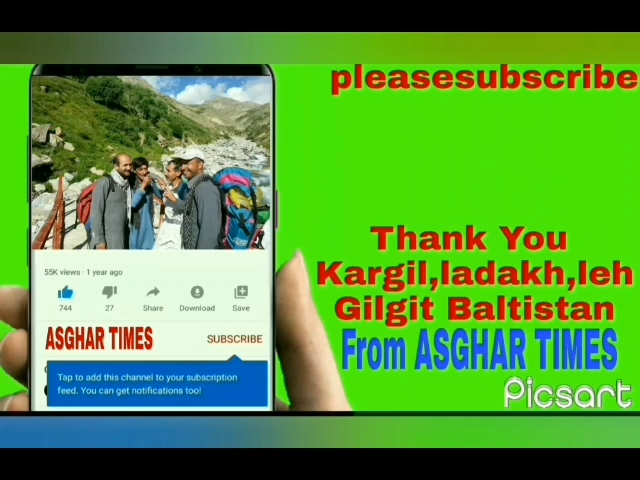 pleasesubscribe
55K views · 1 year ago
744
27
Share
Download
Save
ASGHAR TIMES
SUBSCRIBE
Tap to add this channel to your subscription
feed. You can get notifications too!
Thank You
Kargil,ladakh,leh
Gilgit Baltistan
From ASGHAR TIMES
Picsart